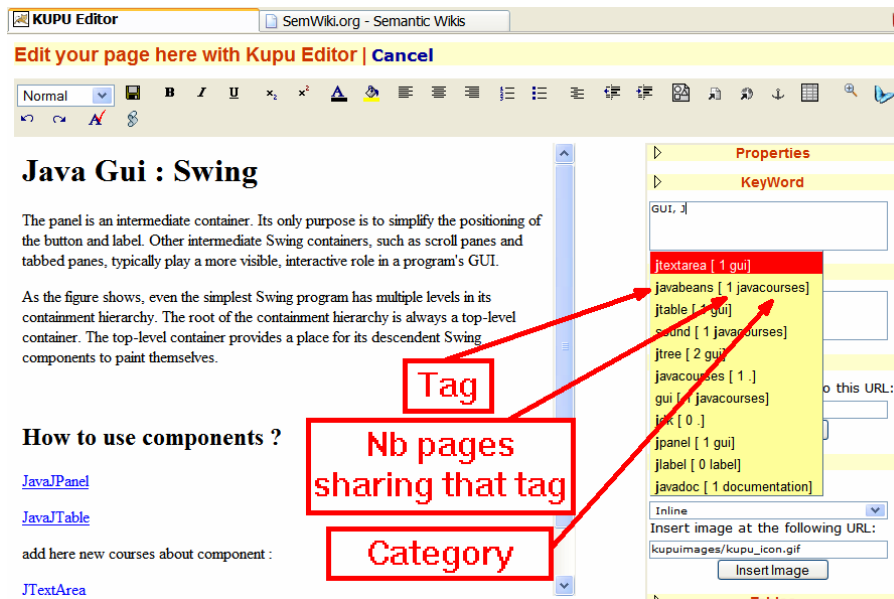 KUPU Editor
SemWiki.org - Semantic Wikis
Edit your page here with Kupu Editor | Cancel
Normal
Java Gui : Swing
The panel is an intermediate container. Its only purpose is to simplify the positioning of
the button and label. Other intermediate Swing containers, such as scroll panes and
tabbed panes, typically play a more visible, interactive role in a program's GUI.
As the figure shows, even the simplest Swing program has multiple levels in its
containment hierarchy. The root of the containment hierarchy is always a top-level
container. The top-level container provides a place for its descendent Swing
components to paint themselves.
How to use components ?
JavaJPanel
JavaJTable
add here new courses about component :
JTextArea
Tag
Nb pages
sharing that tag
Category
Properties
KeyWord
GUI, J
jtextarea [ 1 gui]
javabeans [ 1 javacourses]
jtable [ 1 gui]
sound [ 1 javacourses]
jtree [ 2 gui]
javacourses [ 1 .]
gui [ 1 javacourses]
jdk [ 0 .]
jpanel [ 1 gui]
jlabel [ 0 label]
javadoc [ 1 documentation]
this URL:
Inline
Insert image at the following URL:
kupuimages/kupu_icon.gif
Insert Image